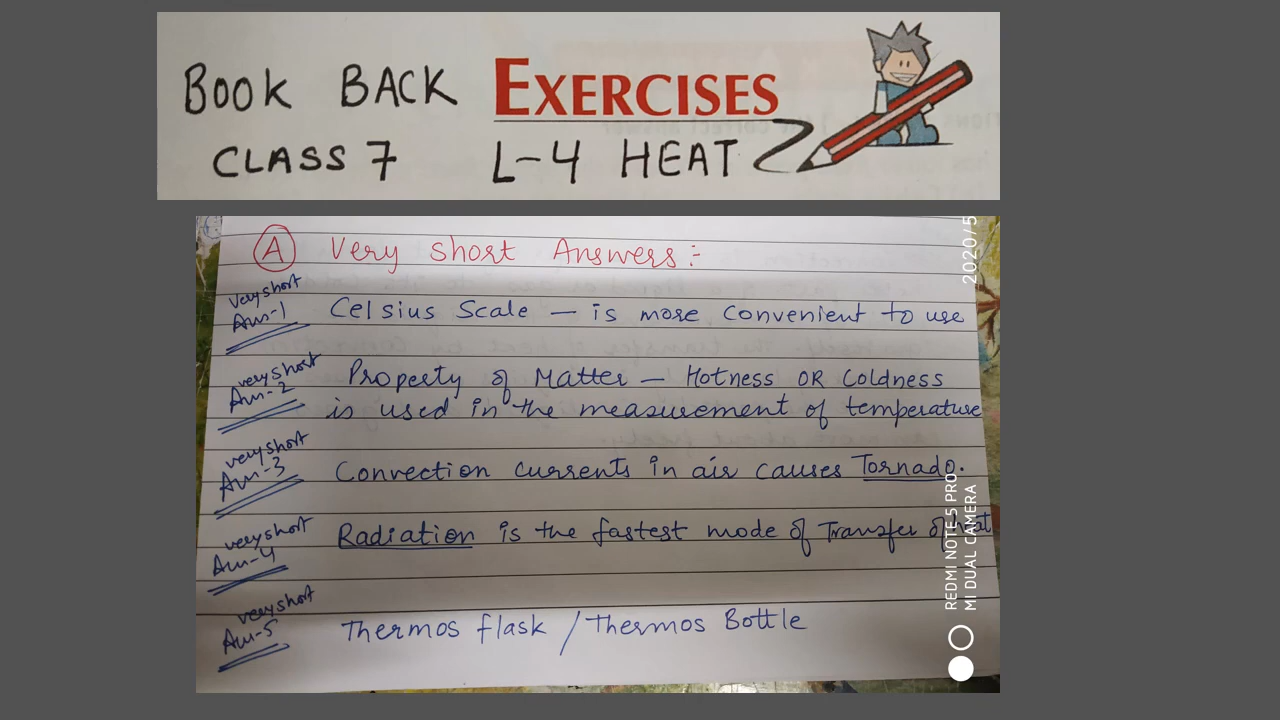 BOOK BACK EXERCISES
CLASS 7 L-4 HEAT
A Very short Answers:-
very short
Ans-1 Celsius Scale — is more convenient to use
very short
Ans-2 Property of Matter — Hotness OR Coldness
is used in the measurement of temperature
very short
Ans-3 Convection currents in air causes Tornado.
very short
Ans-4 Radiation is the fastest mode of Transfer of heat
very short
Ans-5 Thermos flask / Thermos Bottle
REDMI NOTE 5 PRO
MI DUAL CAMERA
2020/5